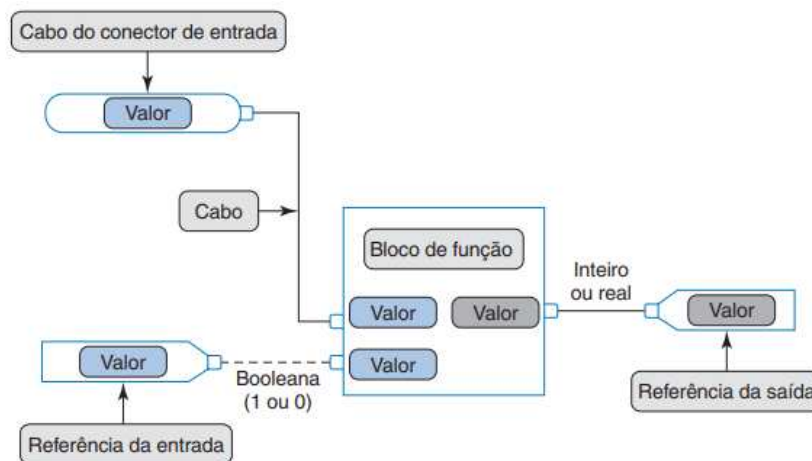 Cabo do conector de entrada
Valor
Cabo
Bloco de função
Inteiro
ou real
Valor
Valor
Valor
Valor
Valor
Booleana
(1 ou 0)
Referência da saída
Referência da entrada